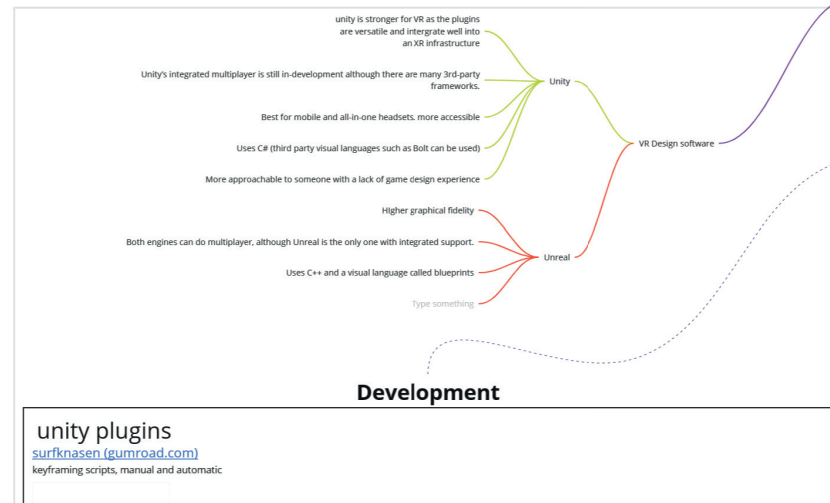 unity is stronger for VR as the plugins
are versatile and intergrate well into
an XR infrastructure
Unity's integrated multiplayer is still in-development although there are many 3rd-party
frameworks.
Unity
Best for mobile and all-in-one headsets. more accessible
Uses C# (third party visual languages such as Bolt can be used)
VR Design software
More approachable to someone with a lack of game design experience
Higher graphical fidelity
Both engines can do multiplayer, although Unreal is the only one with integrated support.
Unreal
Uses C++ and a visual language called blueprints
Type something
Development
unity plugins
surfknasen (gumroad.com)
keyframing scripts, manual and automatic